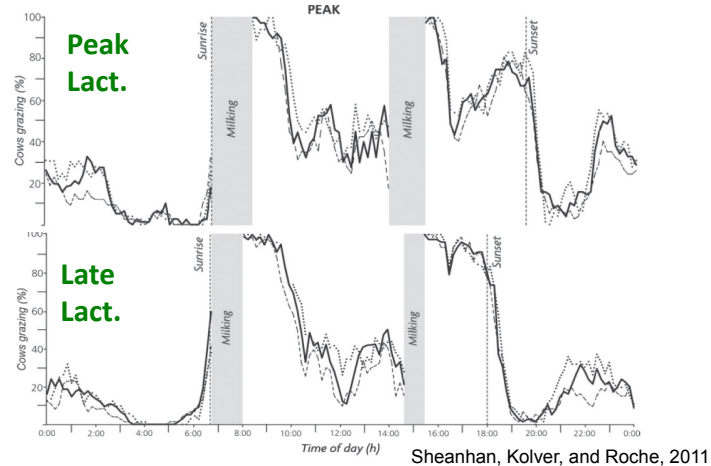 PEAK
Peak
Lact.
Cows grazing (%)
100
80
60
40
20
Sunrise
Milking
Milking
Sunset
Late
Lact.
Cows grazing (%)
100
80
60
40
20
Sunrise
Milking
Milking
Sunset
0:00 2:00 4:00 6:00 8:00 10:00 12:00 14:00 16:00 18:00 20:00 22:00 0:00
Time of day (h)
Sheanhan, Kolver, and Roche, 2011